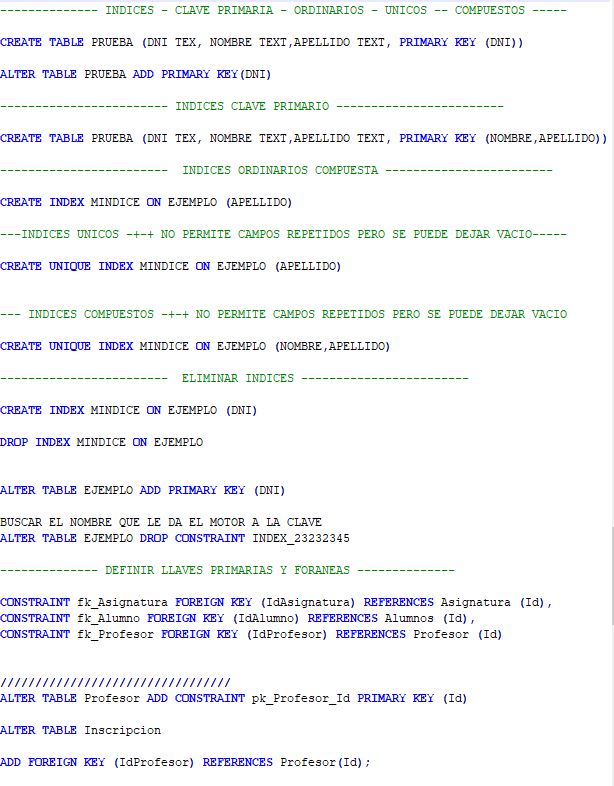 -------------- INDICES - CLAVE PRIMARIA - ORDINARIOS - UNICOS -- COMPUESTOS -----
CREATE TABLE PRUEBA (DNI TEX, NOMBRE TEXT,APELLIDO TEXT, PRIMARY KEY (DNI))
ALTER TABLE PRUEBA ADD PRIMARY KEY(DNI)
------------------------ INDICES CLAVE PRIMARIO ------------------------
CREATE TABLE PRUEBA (DNI TEX, NOMBRE TEXT,APELLIDO TEXT, PRIMARY KEY (NOMBRE,APELLIDO))
------------------------  INDICES ORDINARIOS COMPUESTA ------------------------
CREATE INDEX MINDICE ON EJEMPLO (APELLIDO)
---INDICES UNICOS -+-+ NO PERMITE CAMPOS REPETIDOS PERO SE PUEDE DEJAR VACIO-----
CREATE UNIQUE INDEX MINDICE ON EJEMPLO (APELLIDO)
--- INDICES COMPUESTOS -+-+ NO PERMITE CAMPOS REPETIDOS PERO SE PUEDE DEJAR VACIO
CREATE UNIQUE INDEX MINDICE ON EJEMPLO (NOMBRE,APELLIDO)
------------------------  ELIMINAR INDICES ------------------------
CREATE INDEX MINDICE ON EJEMPLO (DNI)
DROP INDEX MINDICE ON EJEMPLO
ALTER TABLE EJEMPLO ADD PRIMARY KEY (DNI)
BUSCAR EL NOMBRE QUE LE DA EL MOTOR A LA CLAVE
ALTER TABLE EJEMPLO DROP CONSTRAINT INDEX_23232345
-------------- DEFINIR LLAVES PRIMARIAS Y FORANEAS --------------
CONSTRAINT fk_Asignatura FOREIGN KEY (IdAsignatura) REFERENCES Asignatura (Id),
CONSTRAINT fk_Alumno FOREIGN KEY (IdAlumno) REFERENCES Alumnos (Id),
CONSTRAINT fk_Profesor FOREIGN KEY (IdProfesor) REFERENCES Profesor (Id)
/////////////////////////////////
ALTER TABLE Profesor ADD CONSTRAINT pk_Profesor_Id PRIMARY KEY (Id)
ALTER TABLE Inscripcion
ADD FOREIGN KEY (IdProfesor) REFERENCES Profesor(Id);